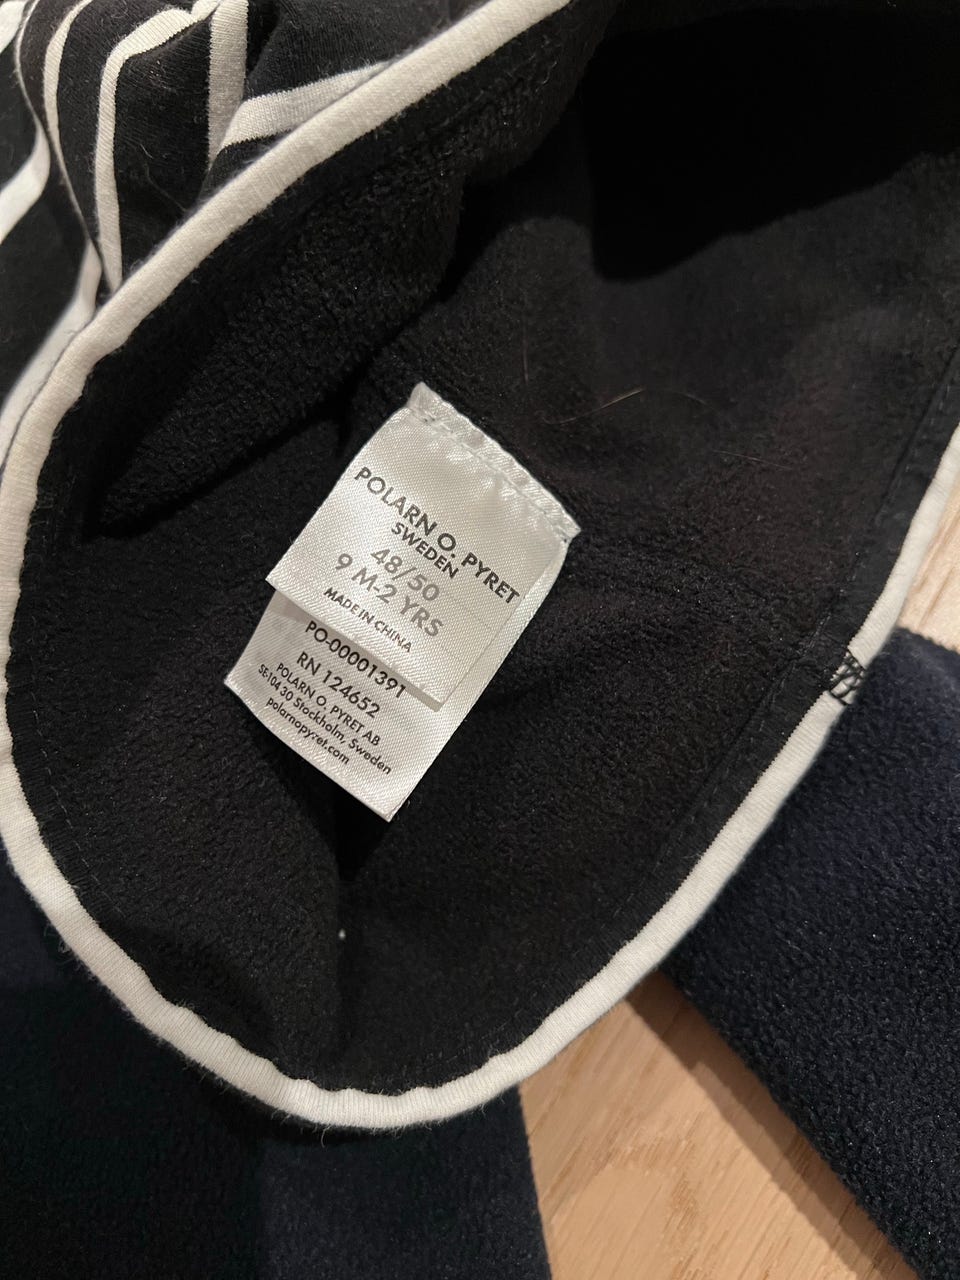 POLARN O. PYRET
SWEDEN
48/50
9 M-2 YRS
MADE IN CHINA
PO-00001391
RN 124652
POLARN O. PYRET AB
SE-104 30 Stockholm, Sweden
polarnopyret.com